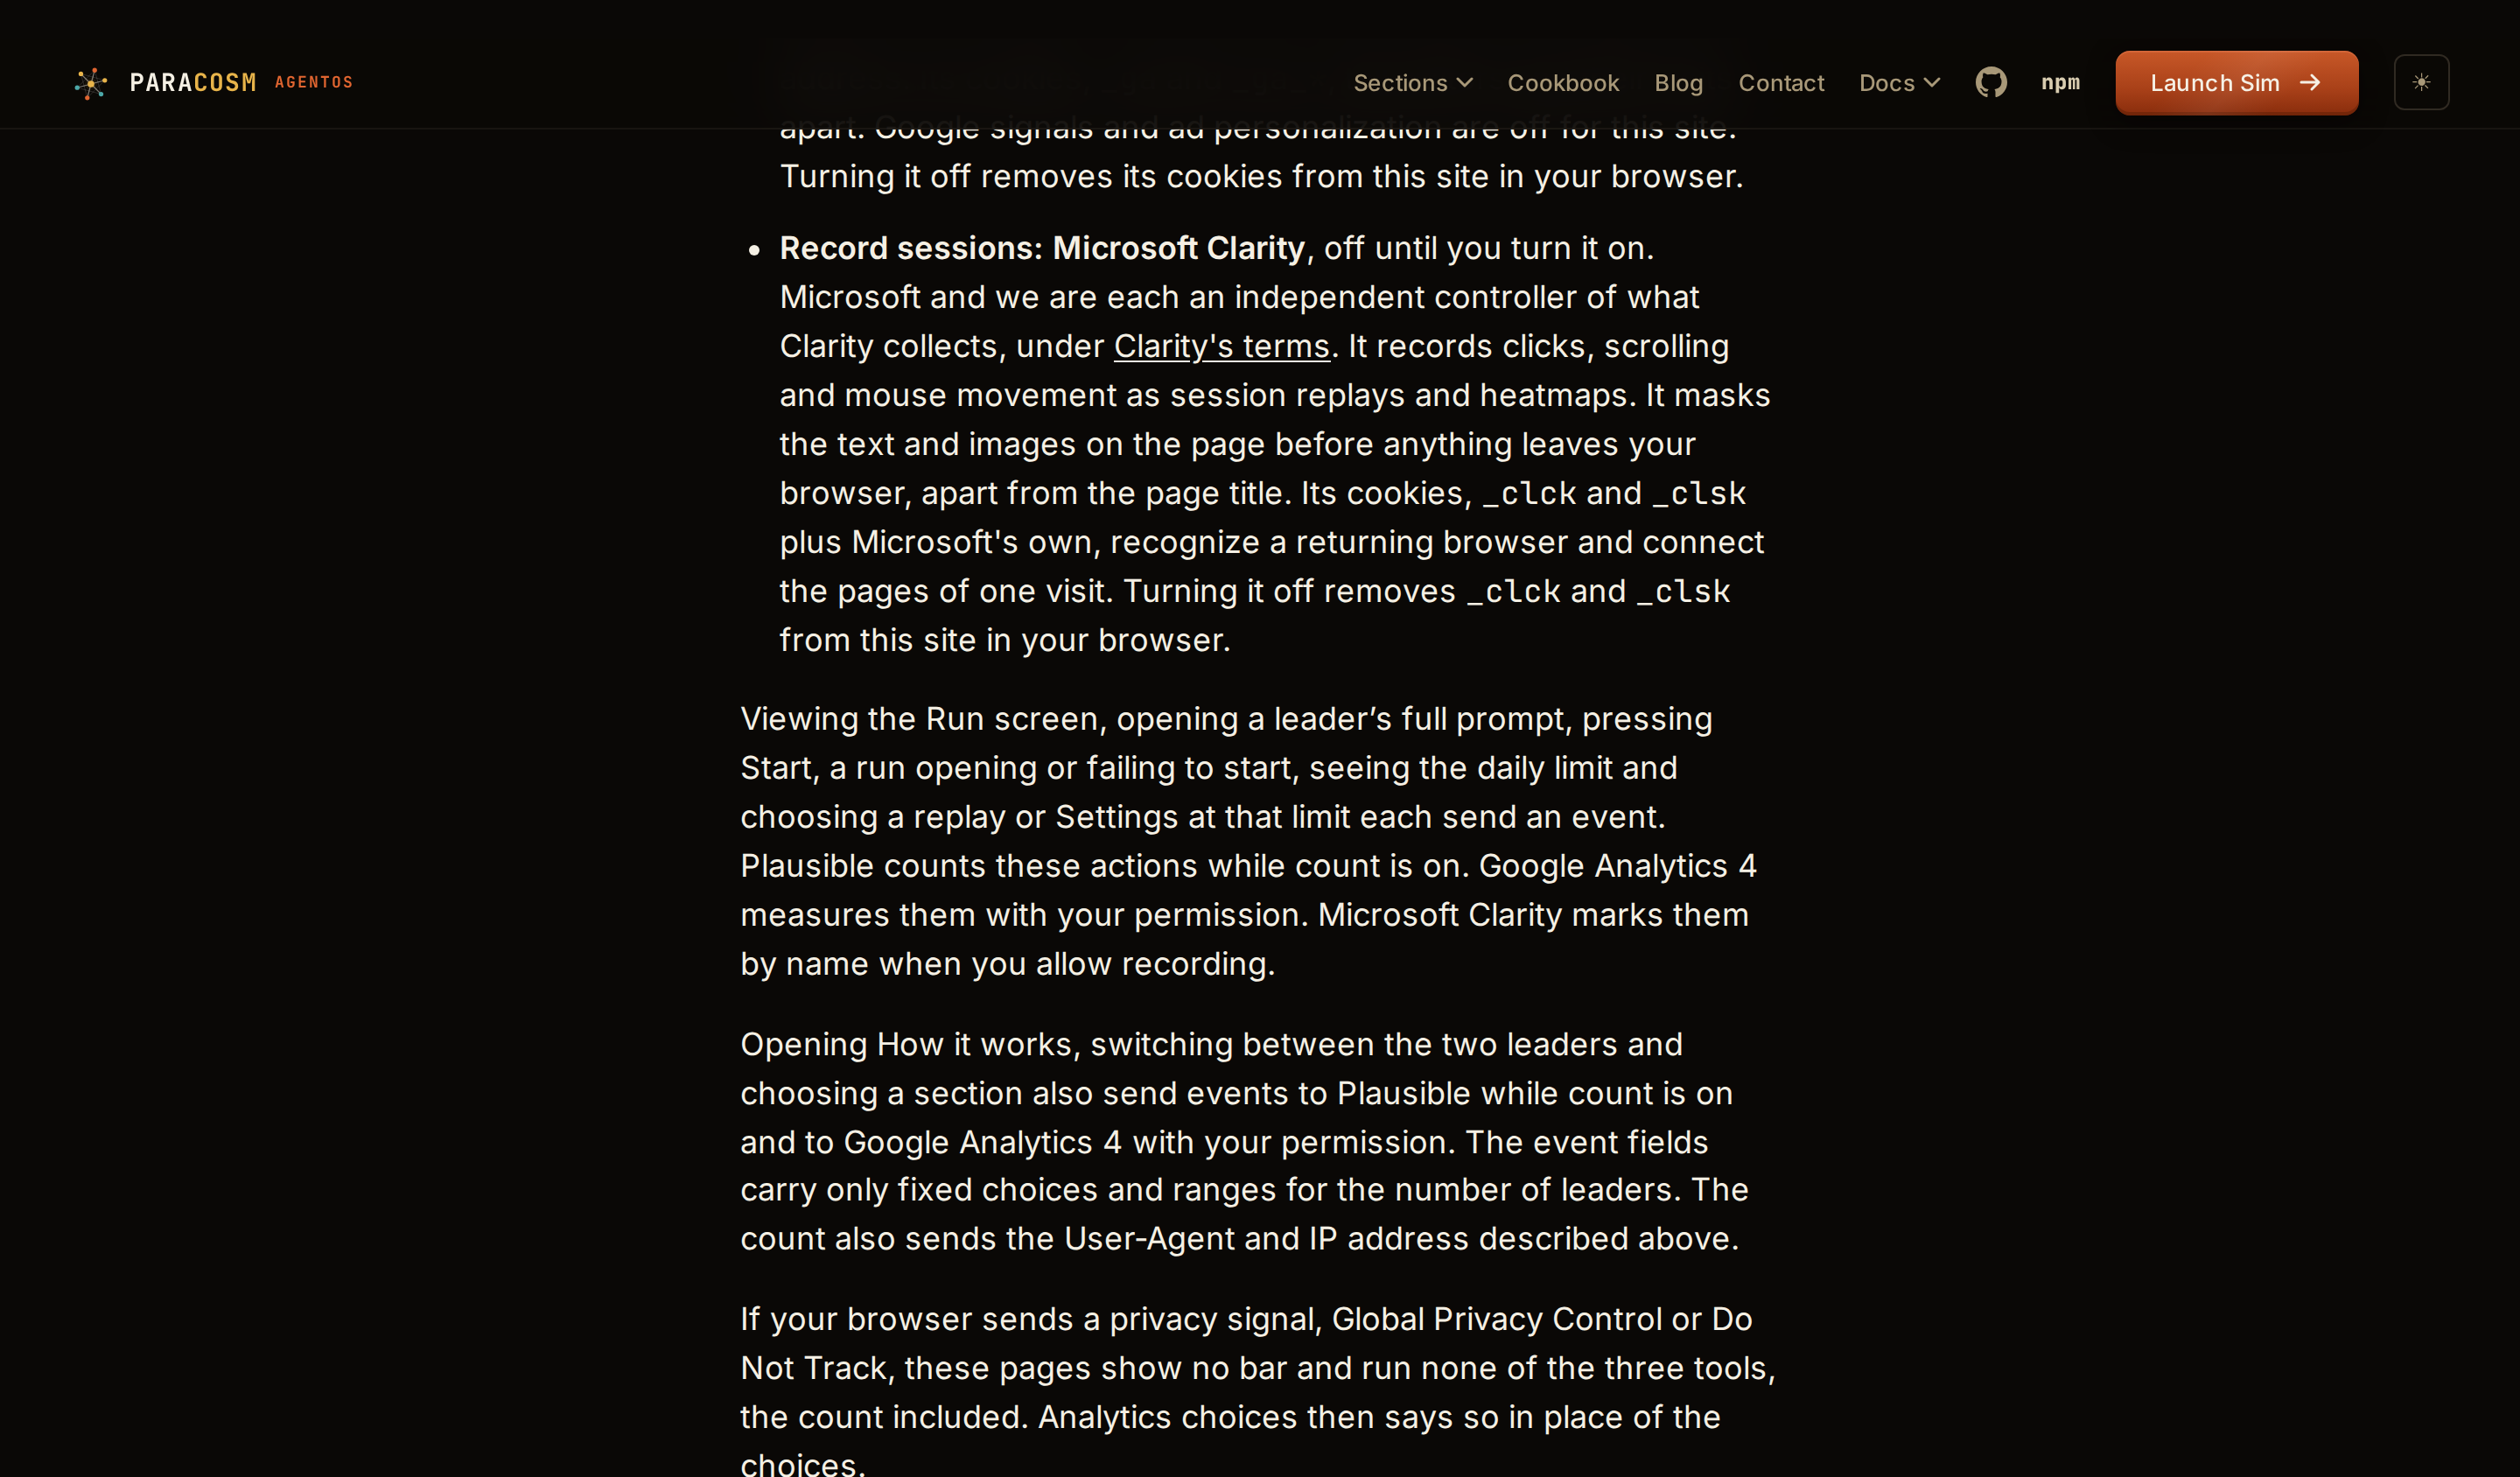 PARACOSM AGENTOS
Sections Cookbook Blog Contact Docs npm Launch Sim →
apart. Google signals and ad personalization are off for this site.
Turning it off removes its cookies from this site in your browser.
• Record sessions: Microsoft Clarity, off until you turn it on.
Microsoft and we are each an independent controller of what
Clarity collects, under Clarity's terms. It records clicks, scrolling
and mouse movement as session replays and heatmaps. It masks
the text and images on the page before anything leaves your
browser, apart from the page title. Its cookies, _clck and _clsk
plus Microsoft's own, recognize a returning browser and connect
the pages of one visit. Turning it off removes _clck and _clsk
from this site in your browser.
Viewing the Run screen, opening a leader’s full prompt, pressing
Start, a run opening or failing to start, seeing the daily limit and
choosing a replay or Settings at that limit each send an event.
Plausible counts these actions while count is on. Google Analytics 4
measures them with your permission. Microsoft Clarity marks them
by name when you allow recording.
Opening How it works, switching between the two leaders and
choosing a section also send events to Plausible while count is on
and to Google Analytics 4 with your permission. The event fields
carry only fixed choices and ranges for the number of leaders. The
count also sends the User-Agent and IP address described above.
If your browser sends a privacy signal, Global Privacy Control or Do
Not Track, these pages show no bar and run none of the three tools,
the count included. Analytics choices then says so in place of the
choices.